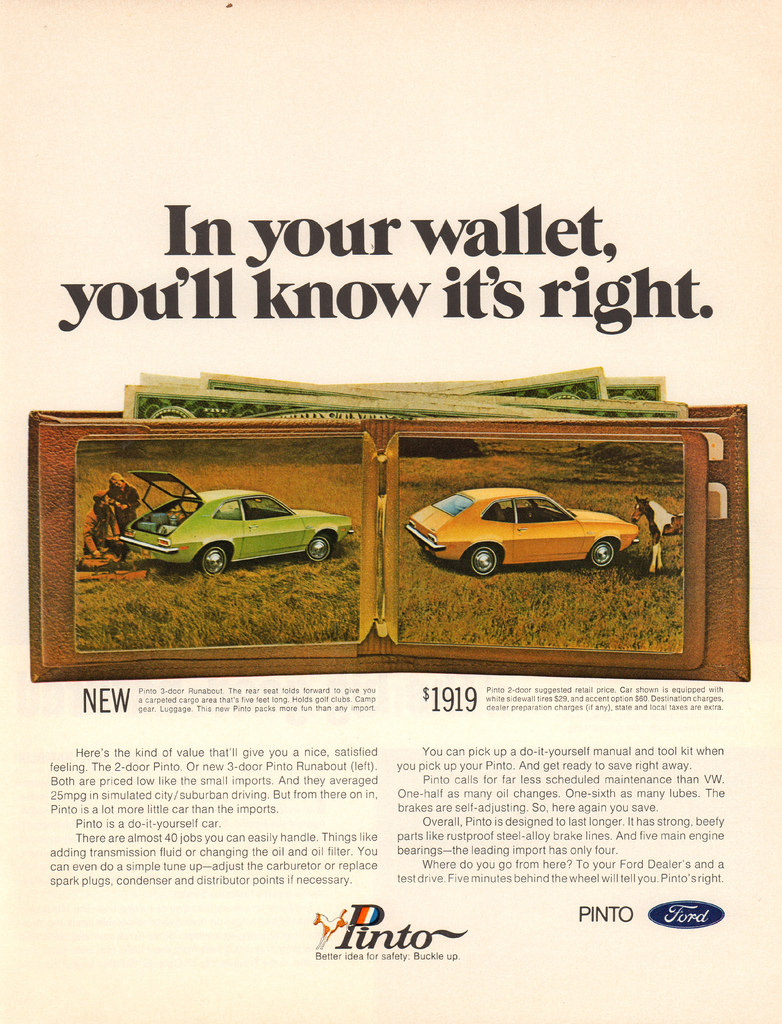 In your wallet,
you'll know it's right.
FIVE
NEW
Pinto 3-door Runabout. The rear seat folds forward to give you
a carpeted cargo area that's five feet long. Holds golf clubs. Camp
gear. Luggage. This new Pinto packs more fun than any import.
$1919
Pinto 2-door suggested retail price. Car shown is equipped with
white sidewall tires $29, and accent option $60. Destination charges,
dealer preparation charges (if any), state and local taxes are extra.
Here's the kind of value that'll give you a nice, satisfied
feeling. The 2-door Pinto. Or new 3-door Pinto Runabout (left).
Both are priced low like the small imports. And they averaged
25mpg in simulated city/suburban driving. But from there on in,
Pinto is a lot more little car than the imports.
Pinto is a do-it-yourself car.
There are almost 40 jobs you can easily handle. Things like
adding transmission fluid or changing the oil and oil filter. You
can even do a simple tune up—adjust the carburetor or replace
spark plugs, condenser and distributor points if necessary.
You can pick up a do-it-yourself manual and tool kit when
you pick up your Pinto. And get ready to save right away.
Pinto calls for far less scheduled maintenance than VW.
One-half as many oil changes. One-sixth as many lubes. The
brakes are self-adjusting. So, here again you save.
Overall, Pinto is designed to last longer. It has strong, beefy
parts like rustproof steel-alloy brake lines. And five main engine
bearings—the leading import has only four.
Where do you go from here? To your Ford Dealer's and a
test drive. Five minutes behind the wheel will tell you. Pinto's right.
Pinto
Better idea for safety: Buckle up.
PINTO Ford